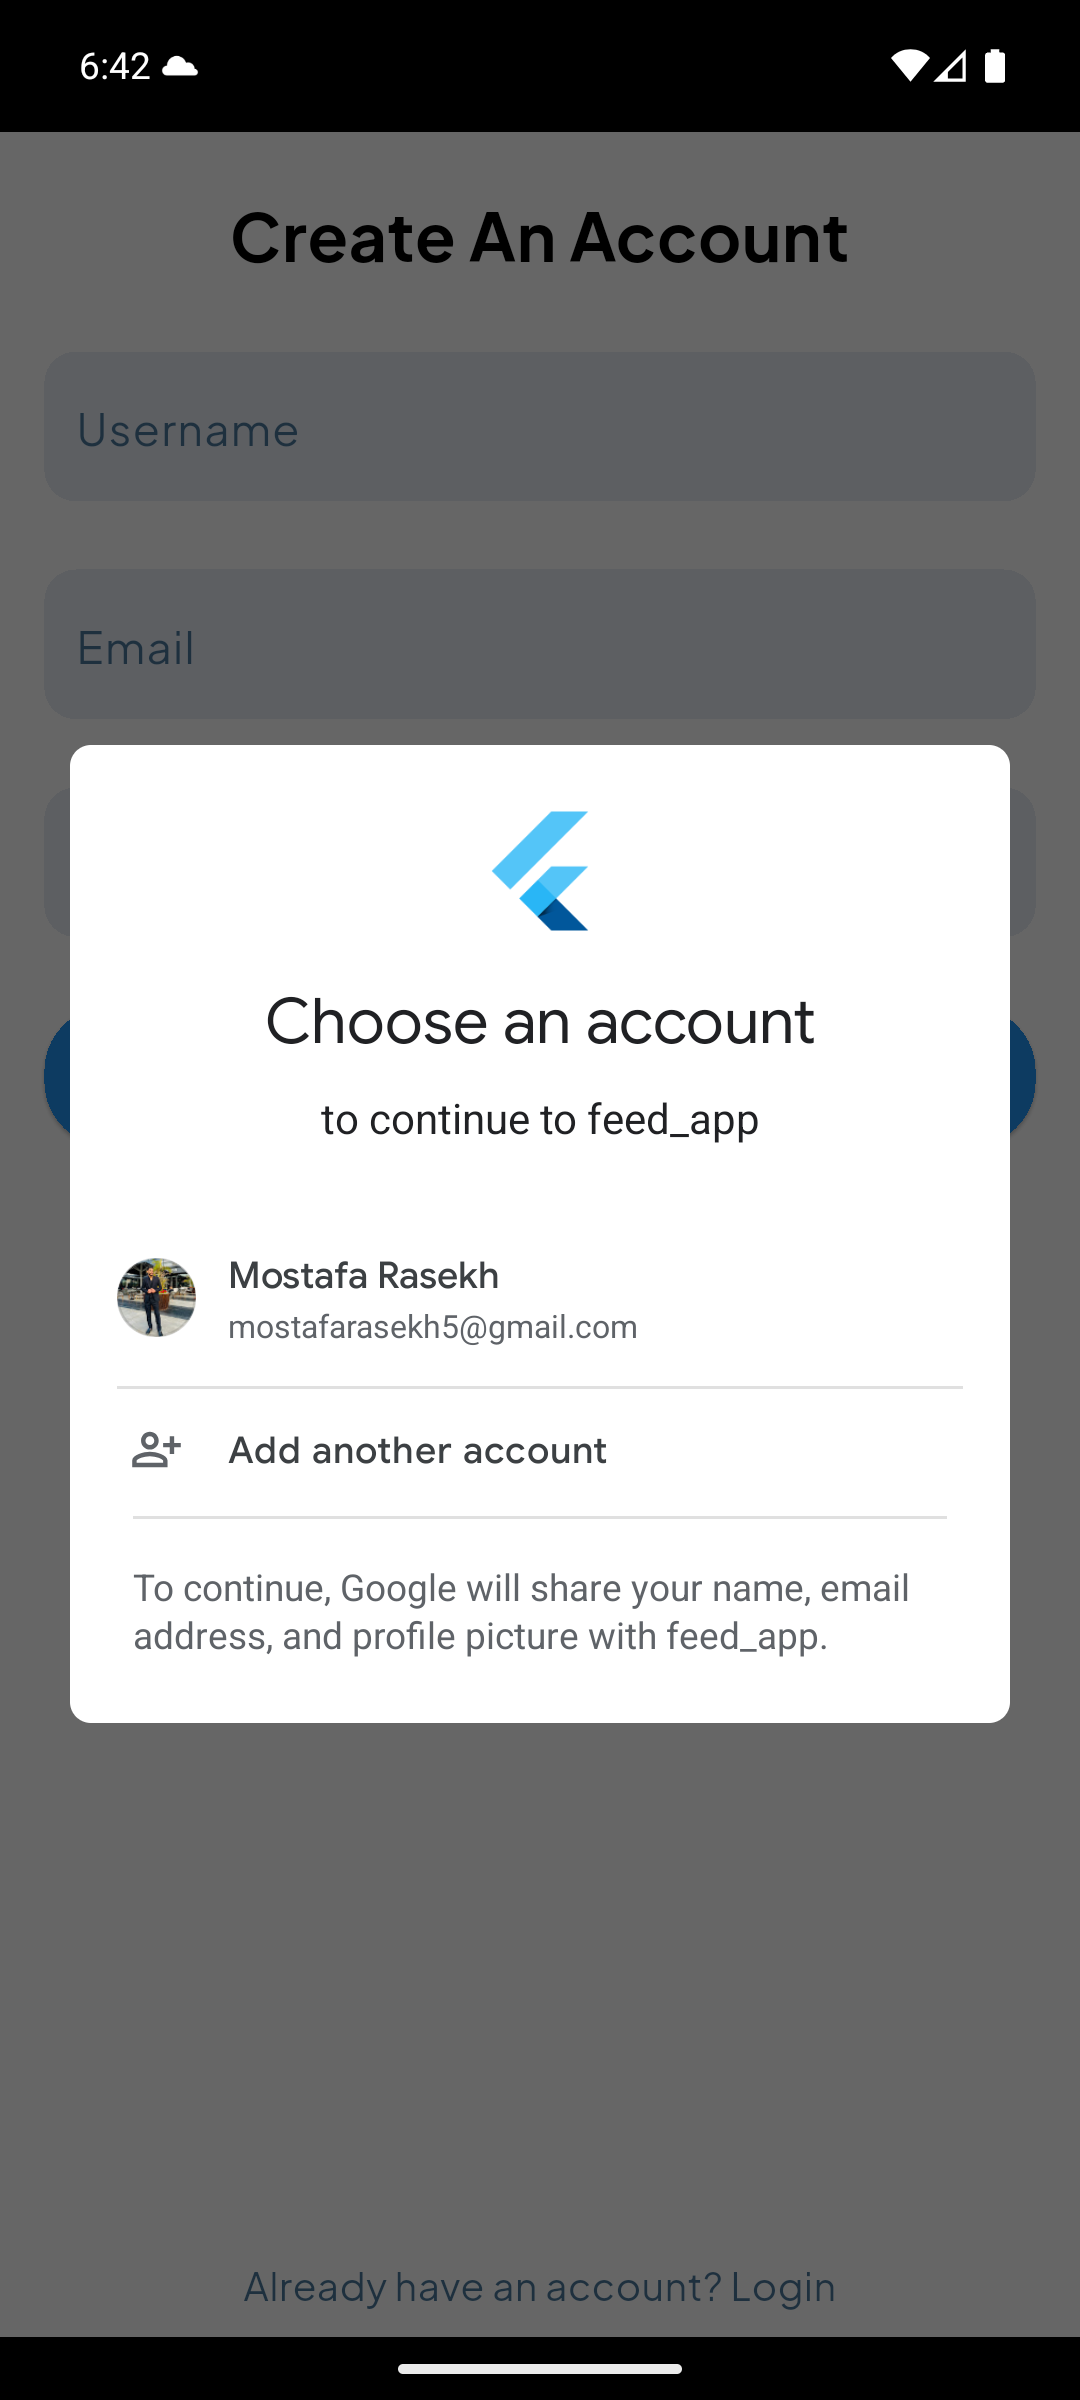 6:42
Create An Account
Username
Email
Choose an account
to continue to feed_app
Mostafa Rasekh
mostafarasekh5@gmail.com
Add another account
To continue, Google will share your name, email
address, and profile picture with feed_app.
Already have an account? Login